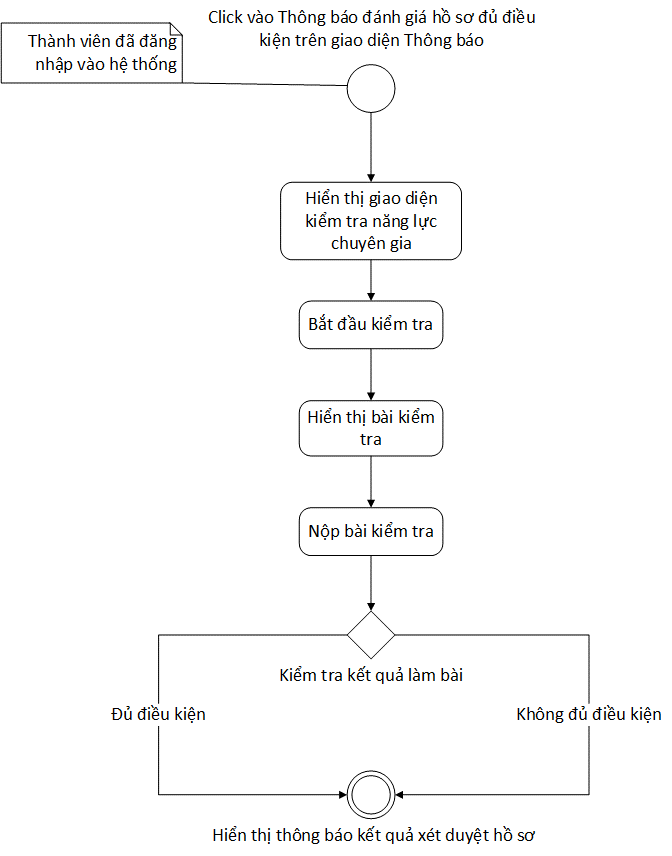 Click vào Thông báo đánh giá hồ sơ đủ điều
kiện trên giao diện Thông báo
Thành viên đã đăng
nhập vào hệ thống
Hiển thị giao diện
kiểm tra năng lực
chuyên gia
Bắt đầu kiểm tra
Hiển thị bài kiểm
tra
Nộp bài kiểm tra
Kiểm tra kết quả làm bài
Đủ điều kiện
Không đủ điều kiện
Hiển thị thông báo kết quả xét duyệt hồ sơ